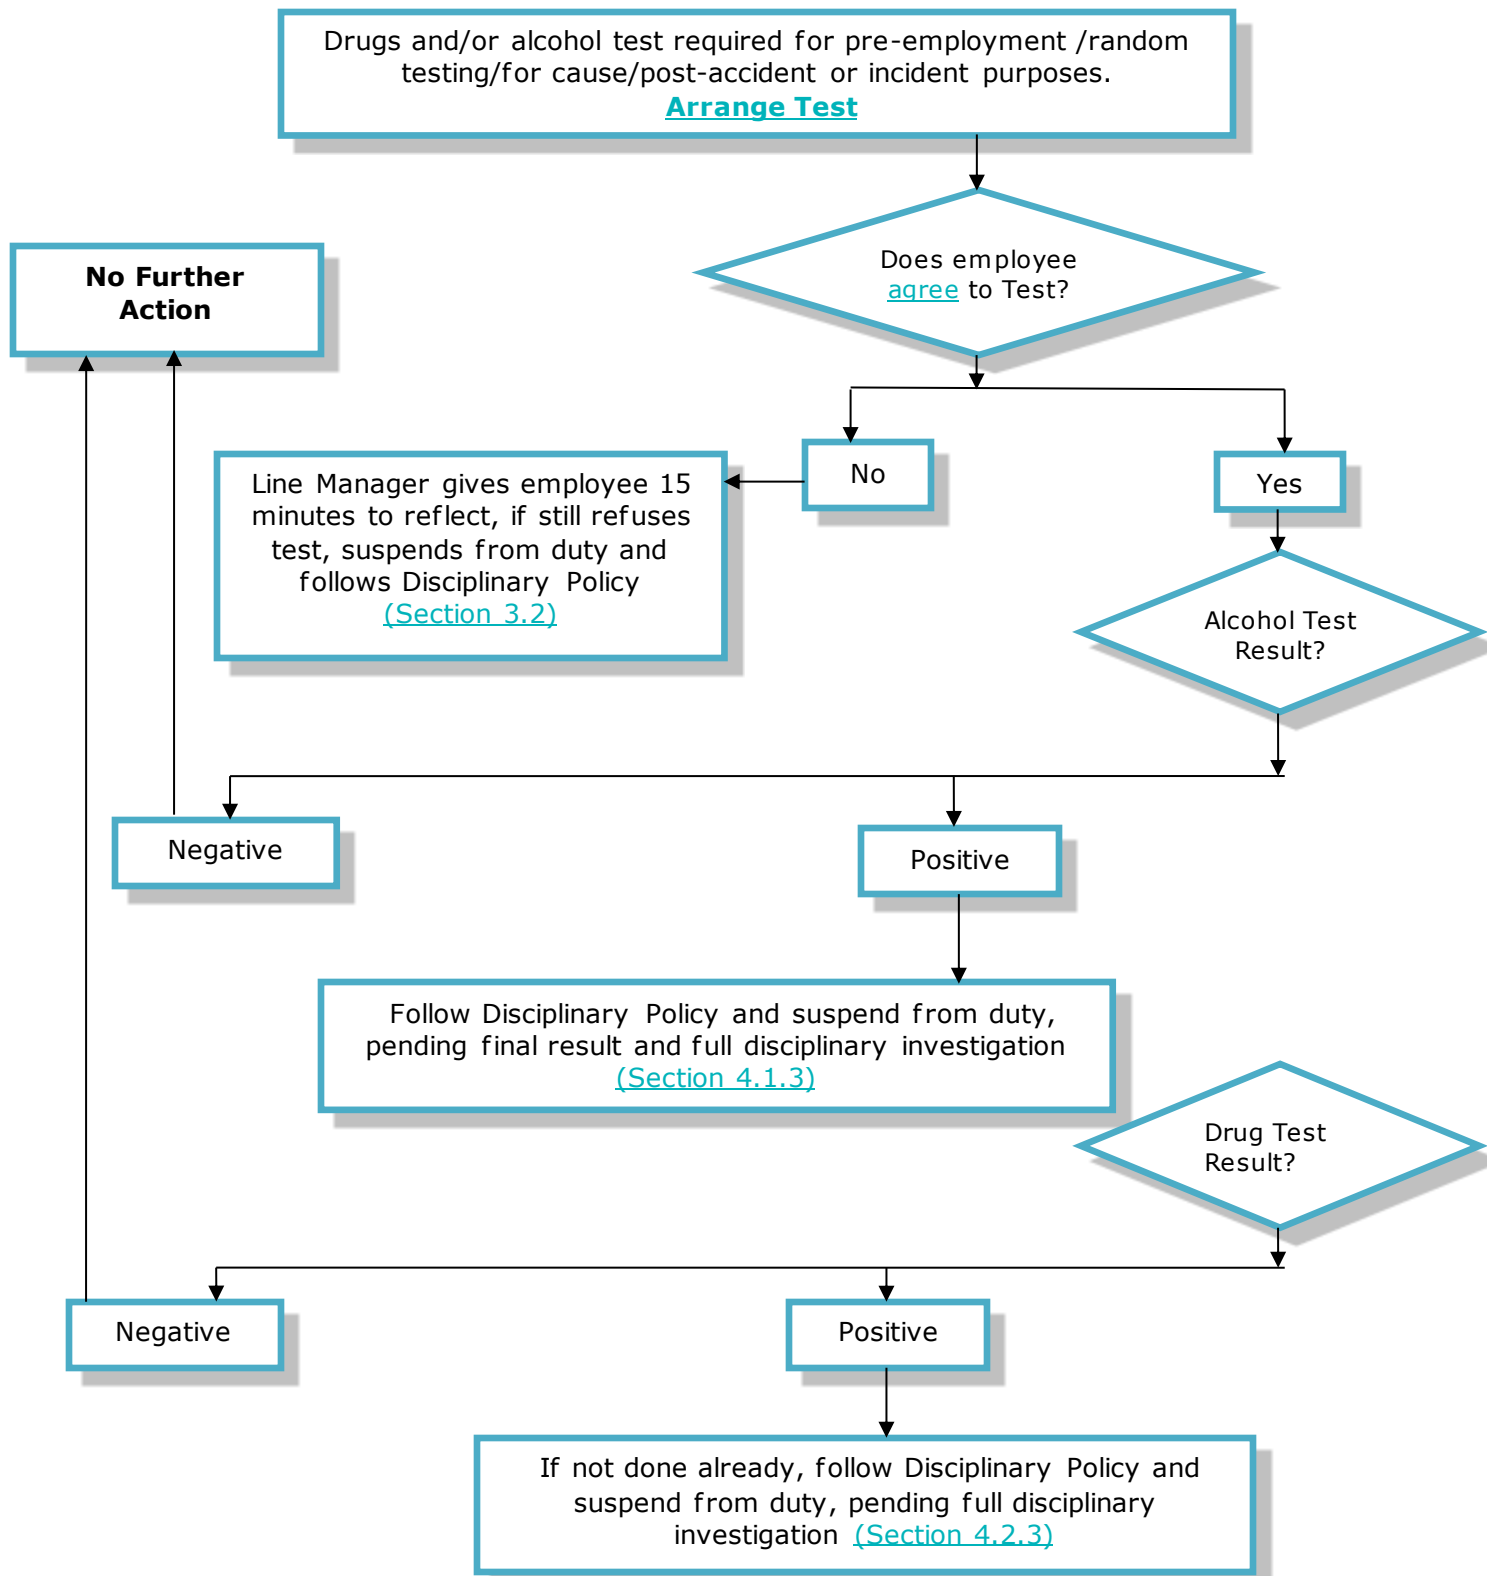 Drugs and/or alcohol test required for pre-employment /random
testing/for cause/post-accident or incident purposes.
Arrange Test
Does employee
agree to Test?
No Further
Action
No
Yes
Line Manager gives employee 15
minutes to reflect, if still refuses
test, suspends from duty and
follows Disciplinary Policy
(Section 3.2)
Alcohol Test
Result?
Negative
Positive
Follow Disciplinary Policy and suspend from duty,
pending final result and full disciplinary investigation
(Section 4.1.3)
Drug Test
Result?
Negative
Positive
If not done already, follow Disciplinary Policy and
suspend from duty, pending full disciplinary
investigation (Section 4.2.3)